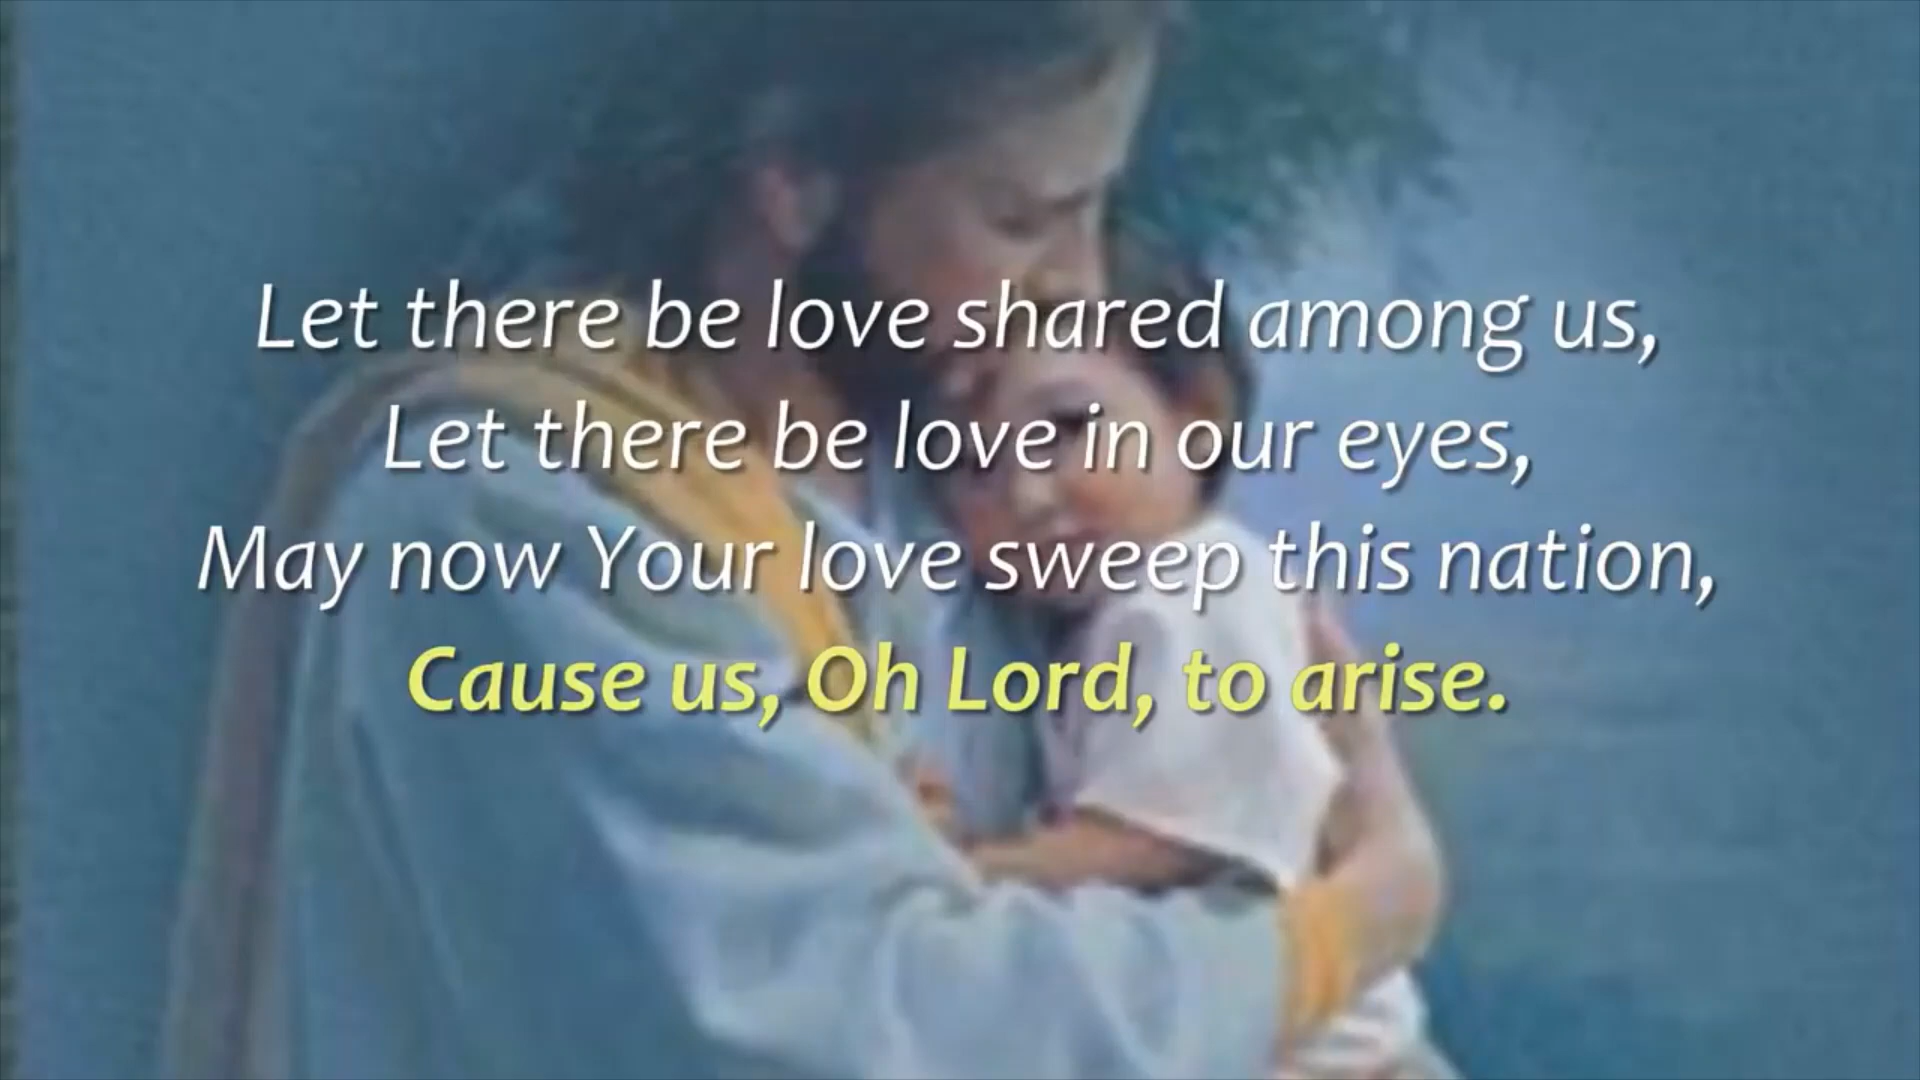 Let there be love shared among us,
Let there be love in our eyes,
May now Your love sweep this nation,
Cause us, Oh Lord, to arise.